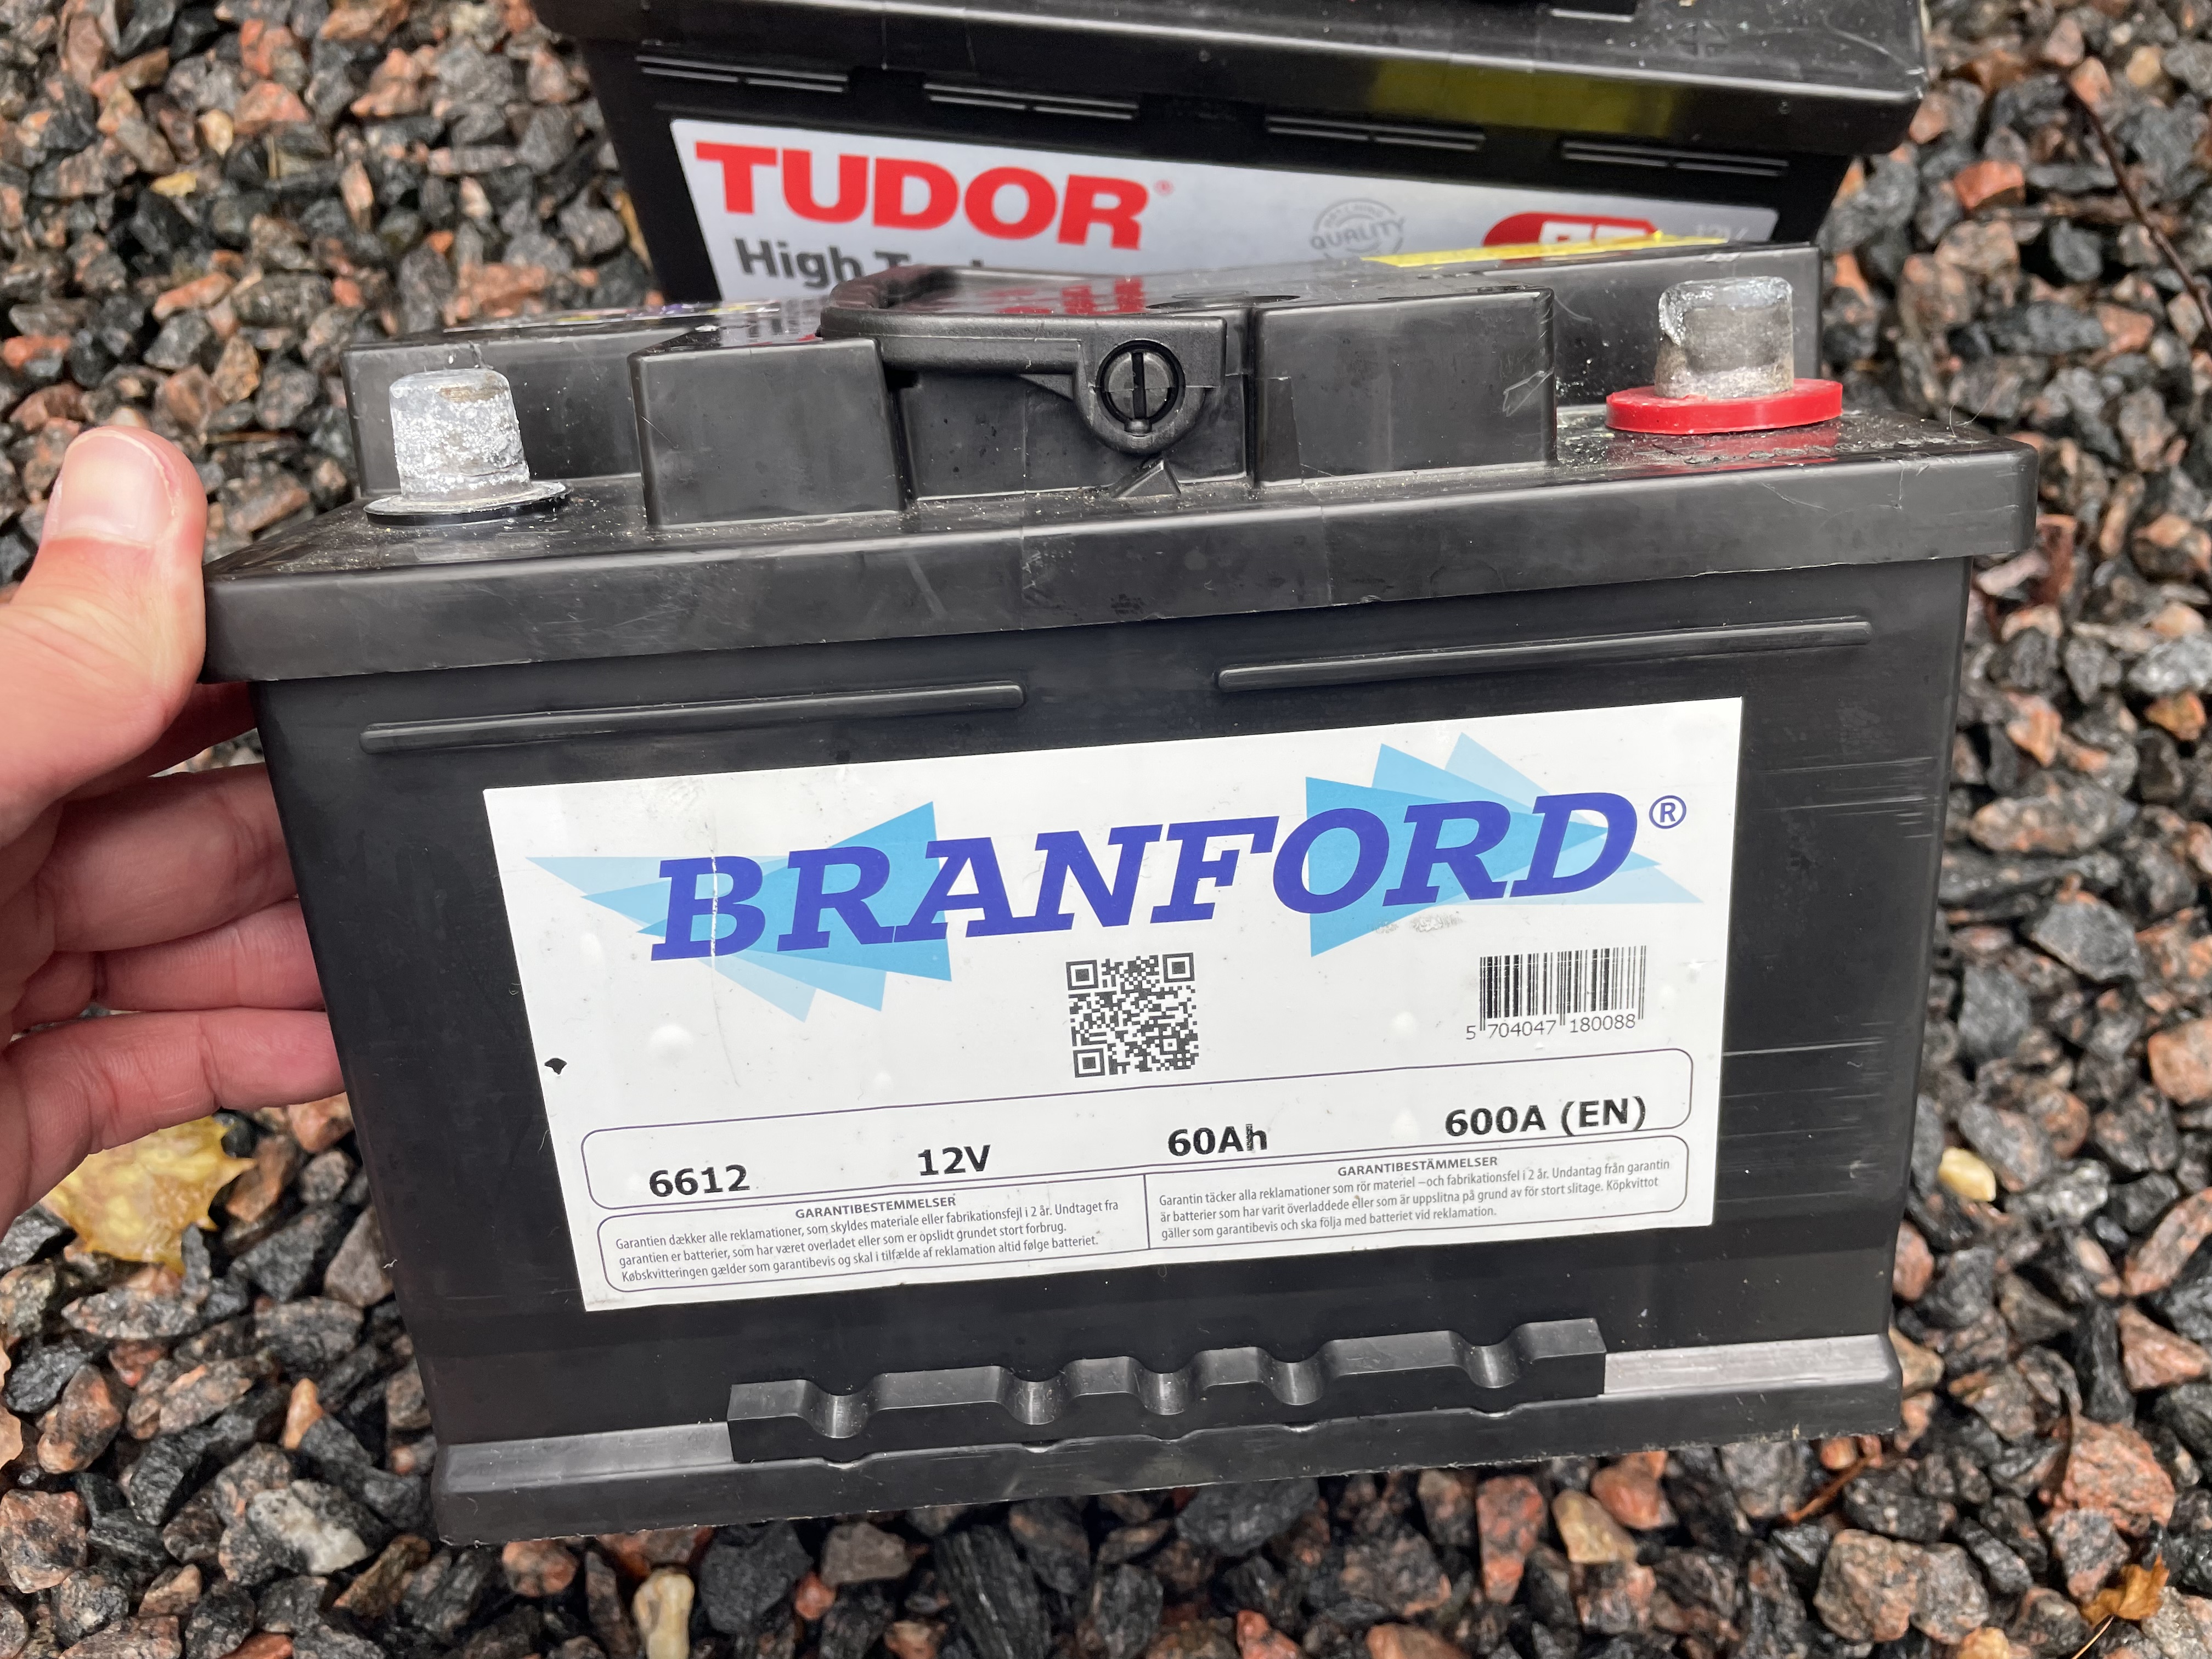 TUDOR®
High
QUALITY
12V
BRANFORD®
5 704047 180088
6612 12V 60Ah 600A (EN)
GARANTIBESTEMMELSER
Garantien dækker alle reklamationer, som skyldes materiale eller fabrikationsfejl i 2 år. Undtaget fra
garantien er batterier, som har været overladet eller som er opslidt grundet stort forbrug.
Købskvitteringen gælder som garantibevis og skal i tilfælde af reklamation altid følge batteriet.
GARANTIBESTÄMMELSER
Garantin täcker alla reklamationer som rör materiel –och fabrikationsfel i 2 år. Undantag från garantin
är batterier som har varit överladdede eller som är uppslitna på grund av för stort slitage. Köpkvittot
gäller som garantibevis och ska följa med batteriet vid reklamation.